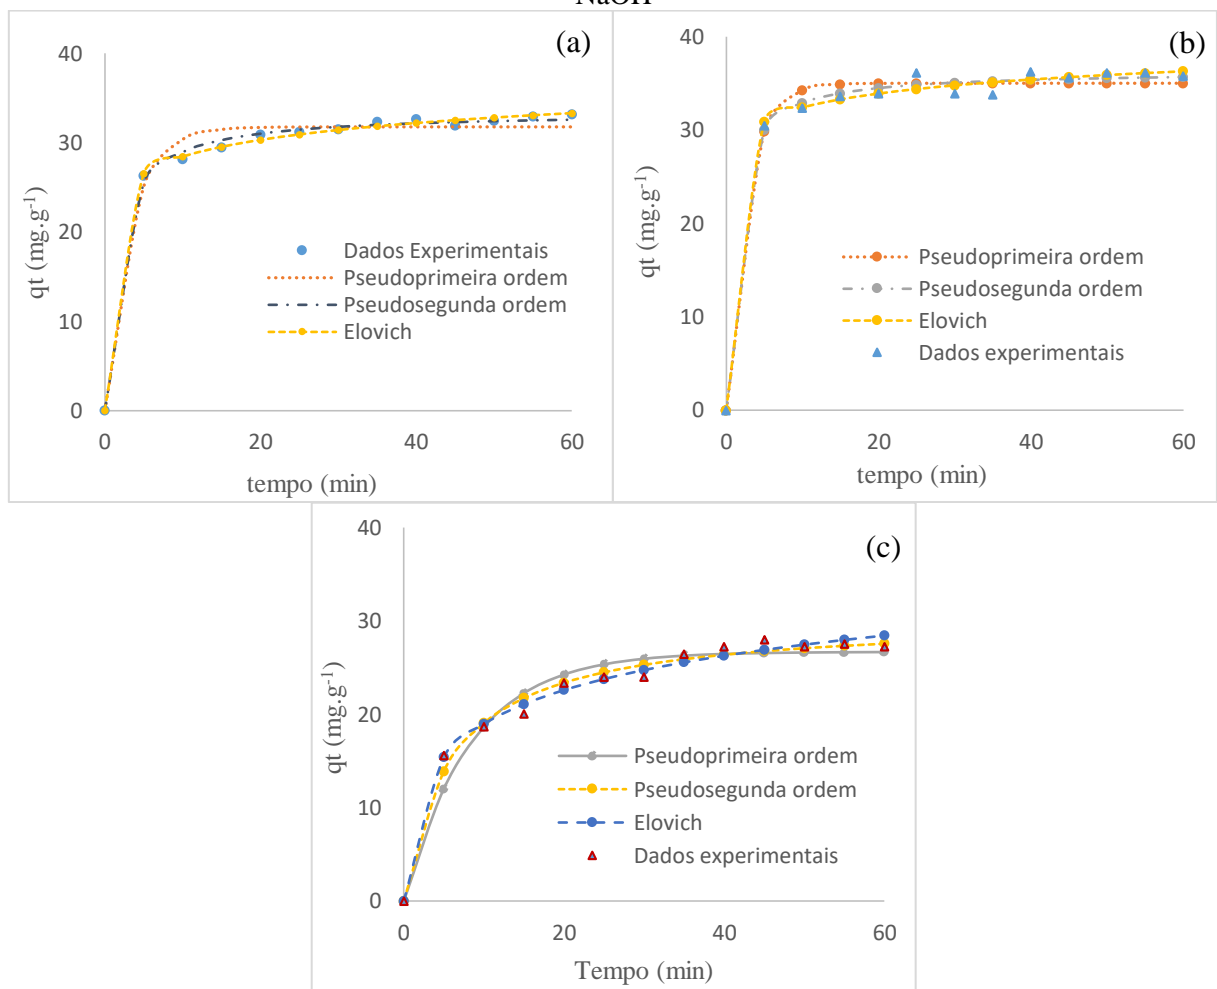 NaOH
(a)
40
30
20
10
0
qt (mg.g-1)
Dados Experimentais
Pseudoprimeira ordem
Pseudosegunda ordem
Elovich
0 20 40 60
tempo (min)
(b)
40
30
20
10
0
qt (mg.g-1)
Pseudoprimeira ordem
Pseudosegunda ordem
Elovich
Dados experimentais
0 20 40 60
tempo (min)
(c)
40
30
20
10
0
qt (mg.g-1)
Pseudoprimeira ordem
Pseudosegunda ordem
Elovich
Dados experimentais
0 20 40 60
Tempo (min)